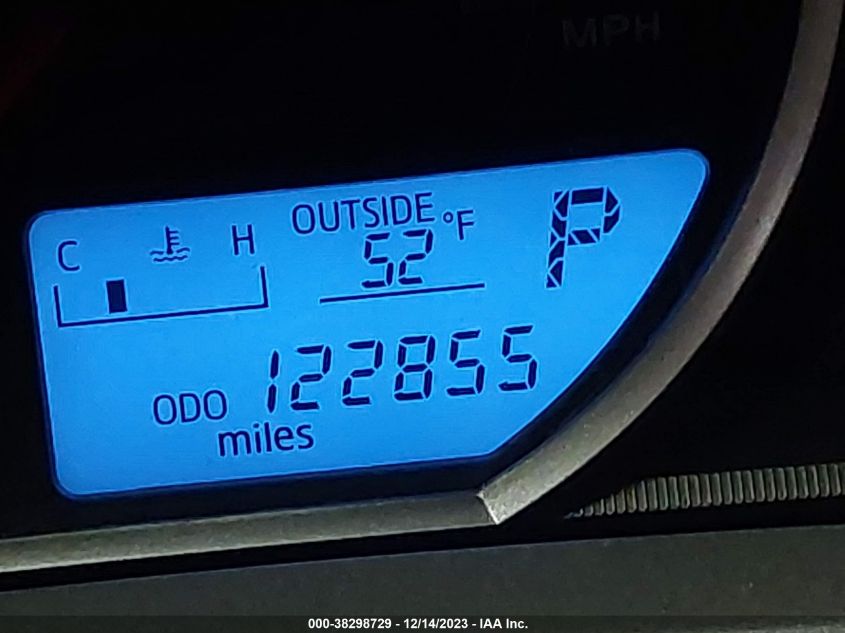 MPH
C H OUTSIDE °F
52
P
ODO 122855
miles
000-38298729 - 12/14/2023 - IAA Inc.